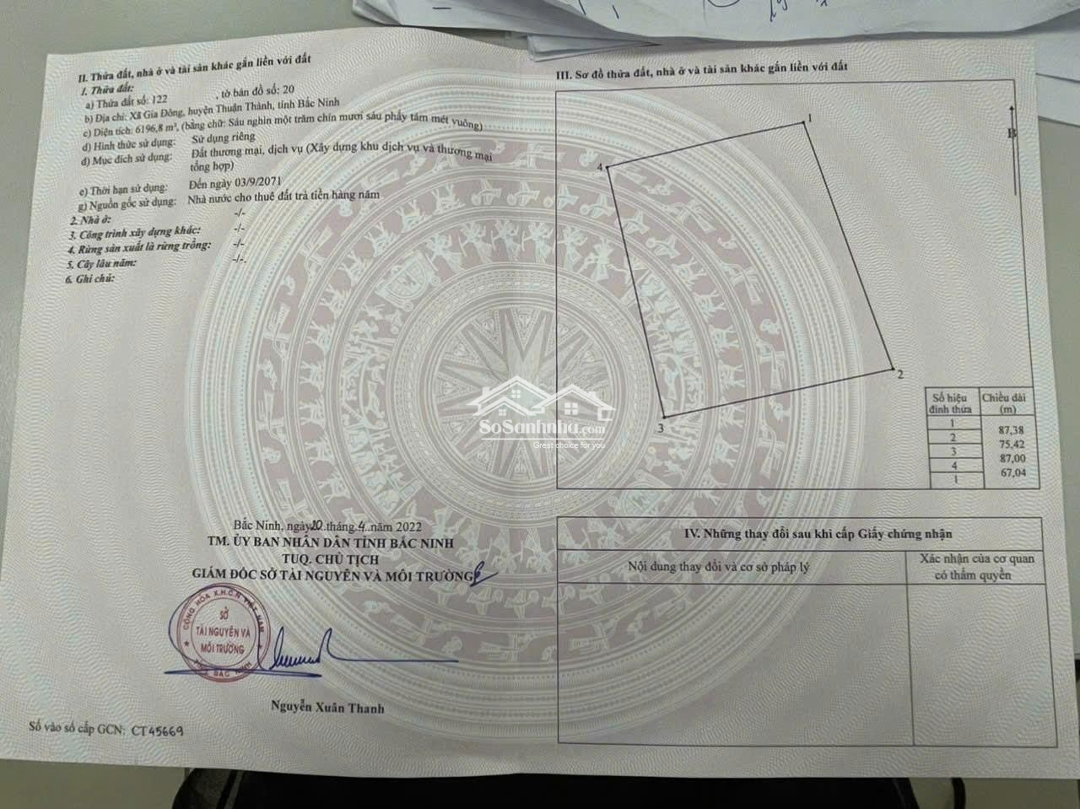 II. Thửa đất, nhà ở và tài sản khác gắn liền với đất
1. Thửa đất:
a) Thửa đất số: 122 , tờ bản đồ số: 20
b) Địa chỉ: Xã Gia Đông, huyện Thuận Thành, tỉnh Bắc Ninh
c) Diện tích: 6196,8 m², (bằng chữ: Sáu nghìn một trăm chín mươi sáu phẩy tám mét vuông)
d) Hình thức sử dụng: Sử dụng riêng
đ) Mục đích sử dụng: Đất thương mại, dịch vụ (Xây dựng khu dịch vụ và thương mại
tổng hợp)
e) Thời hạn sử dụng: Đến ngày 03/9/2071
g) Nguồn gốc sử dụng: Nhà nước cho thuê đất trả tiền hàng năm
2. Nhà ở: -/-
3. Công trình xây dựng khác: -/-
4. Rừng sản xuất là rừng trồng: -/-
5. Cây lâu năm: -/-.
6. Ghi chú:
Bắc Ninh, ngày 20 tháng 4 năm 2022
TM. ỦY BAN NHÂN DÂN TỈNH BẮC NINH
TUQ. CHỦ TỊCH
GIÁM ĐỐC SỞ TÀI NGUYÊN VÀ MÔI TRƯỜNG
CỘNG HÒA X.H.C.N VIỆT NAM
SỞ
TÀI NGUYÊN VÀ
MÔI TRƯỜNG
BẮC NINH
Nguyễn Xuân Thanh
Số vào sổ cấp GCN: CT45669
III. Sơ đồ thửa đất, nhà ở và tài sản khác gắn liền với đất
B
1
4
2
3
Số hiệu đỉnh thửa
Chiều dài (m)
1
87,38
2
75,42
3
87,00
4
67,04
1
SoSanhnha.com
Great choice for you
IV. Những thay đổi sau khi cấp Giấy chứng nhận
Nội dung thay đổi và cơ sở pháp lý
Xác nhận của cơ quan
có thẩm quyền